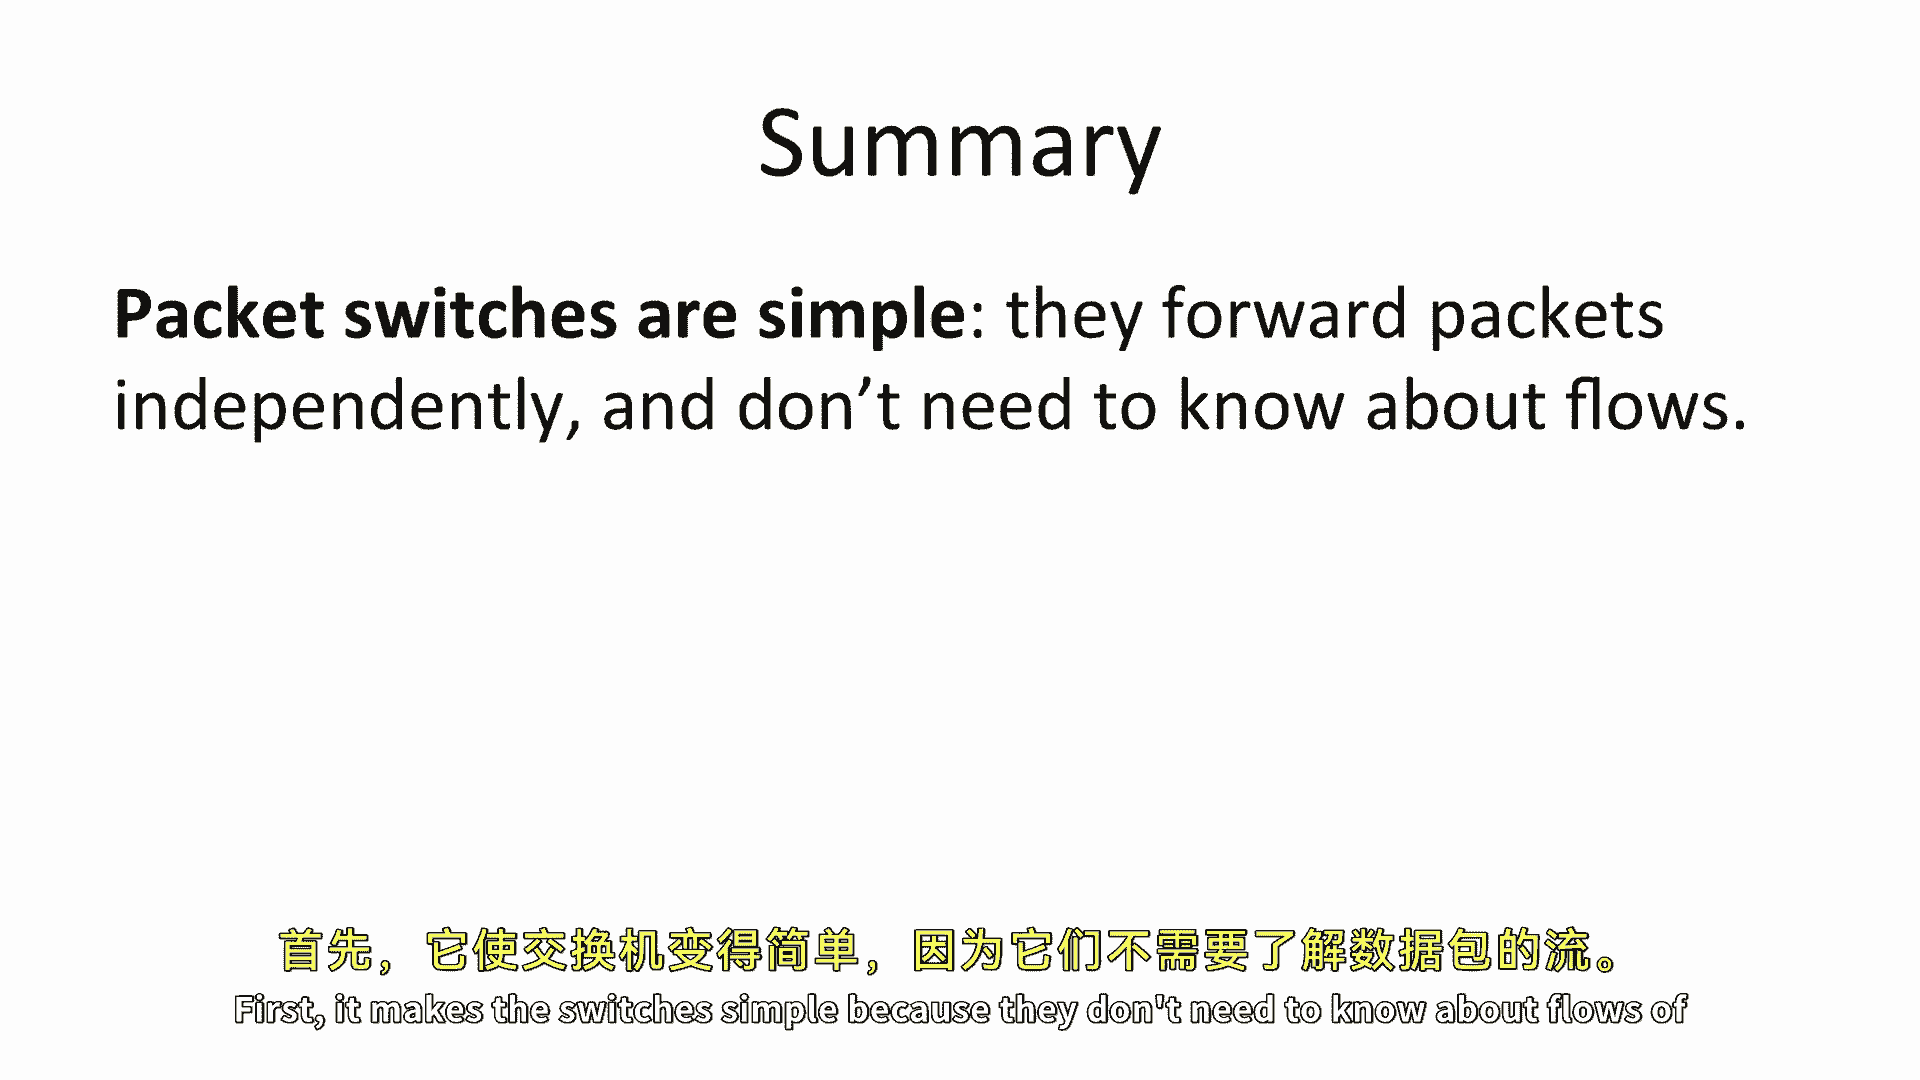 Summary
Packet switches are simple: they forward packets
independently, and don’t need to know about flows.
首先，它使交换机变得简单，因为它们不需要了解数据包的流。
First, it makes the switches simple because they don't need to know about flows of